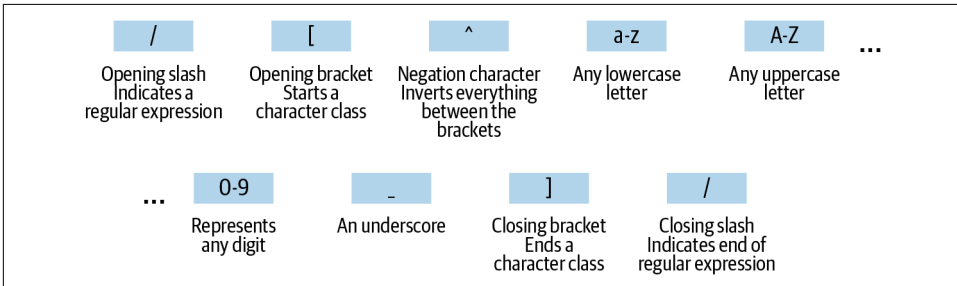 / [ ^ a-z A-Z ...
Opening slash
Indicates a
regular expression
Opening bracket
Starts a
character class
Negation character
Inverts everything
between the
brackets
Any lowercase
letter
Any uppercase
letter
... 0-9 _ ] /
Represents
any digit
An underscore
Closing bracket
Ends a
character class
Closing slash
Indicates end of
regular expression